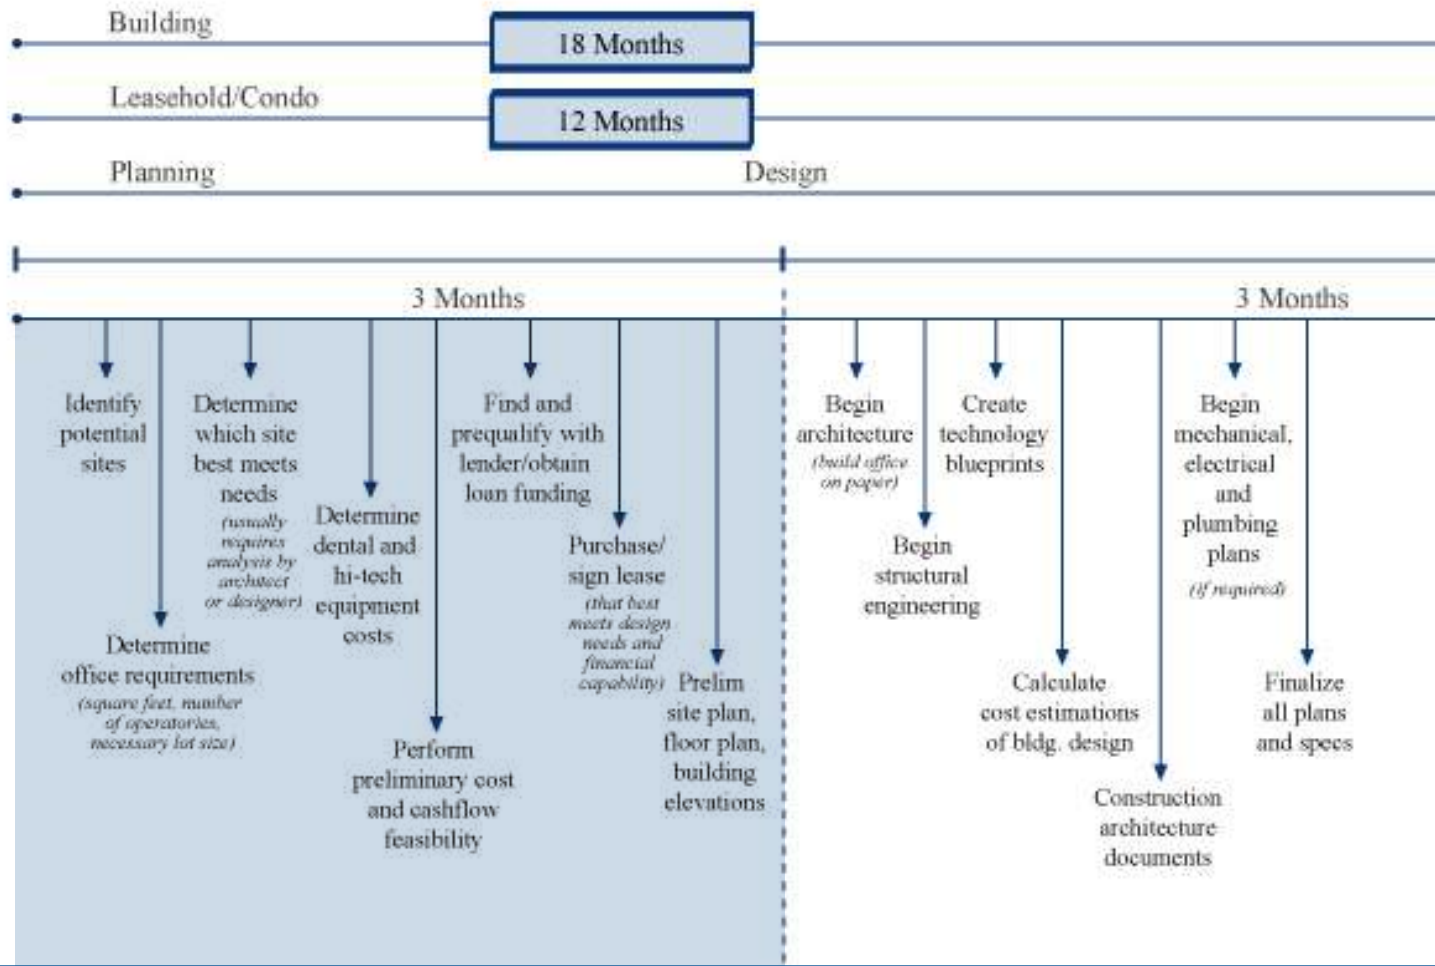 Building
18 Months
Leasehold/Condo
12 Months
Planning
Design
3 Months
3 Months
Identify
potential
sites
Determine
office requirements
(square feet, number
of operatories,
necessary lot size)
Determine
which site
best meets
needs
(usually
requires
analysis by
architect
or designer)
Determine
dental and
hi-tech
equipment
costs
Perform
preliminary cost
and cashflow
feasibility
Find and
prequalify with
lender/obtain
loan funding
Purchase/
sign lease
(that best
meets design
needs and
financial
capability)
Prelim
site plan,
floor plan,
building
elevations
Begin
architecture
(build office
on paper)
Begin
structural
engineering
Create
technology
blueprints
Calculate
cost estimations
of bldg. design
Construction
architecture
documents
Begin
mechanical,
electrical
and
plumbing
plans
(if required)
Finalize
all plans
and specs